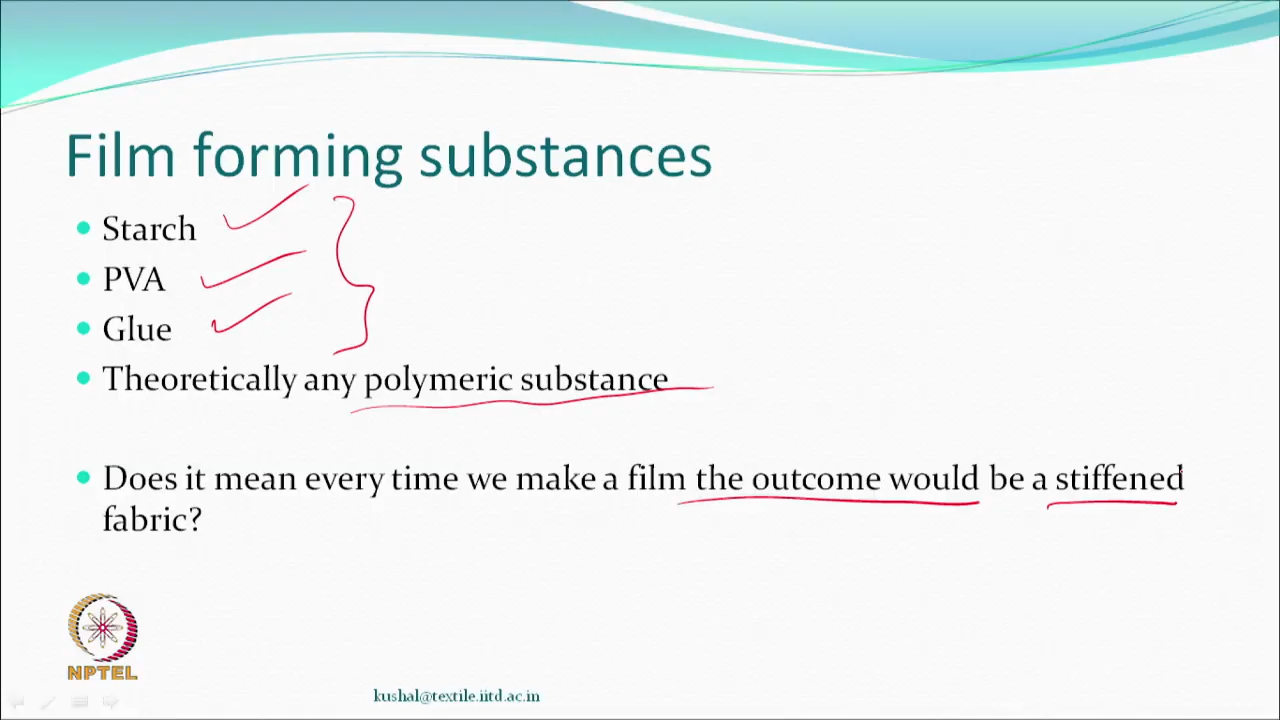 Film forming substances
Starch
PVA
Glue
Theoretically any polymeric substance
Does it mean every time we make a film the outcome would be a stiffened
fabric?
NPTEL
kushal@textile.iitd.ac.in